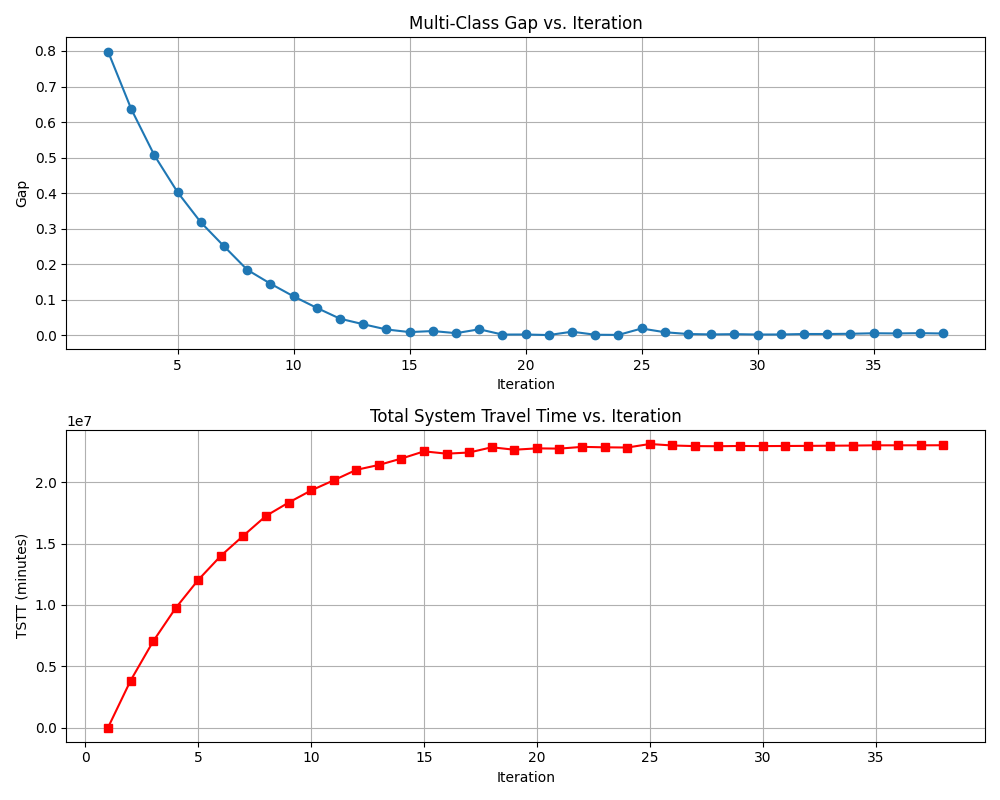 Multi-Class Gap vs. Iteration
0.8
0.7
0.6
0.5
0.4
0.3
0.2
0.1
0.0
Gap
5 10 15 20 25 30 35
Iteration
Total System Travel Time vs. Iteration
1e7
2.0
1.5
1.0
0.5
0.0
TSTT (minutes)
0 5 10 15 20 25 30 35
Iteration